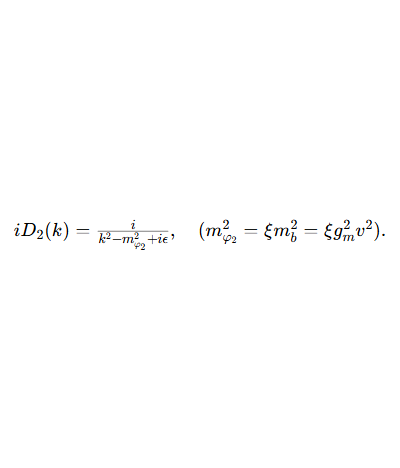 $iD_2(k) = \frac{i}{k^2 - m_{\varphi_2}^2 + i\epsilon}, \quad (m_{\varphi_2}^2 = \xi m_b^2 = \xi g_m^2 v^2).$